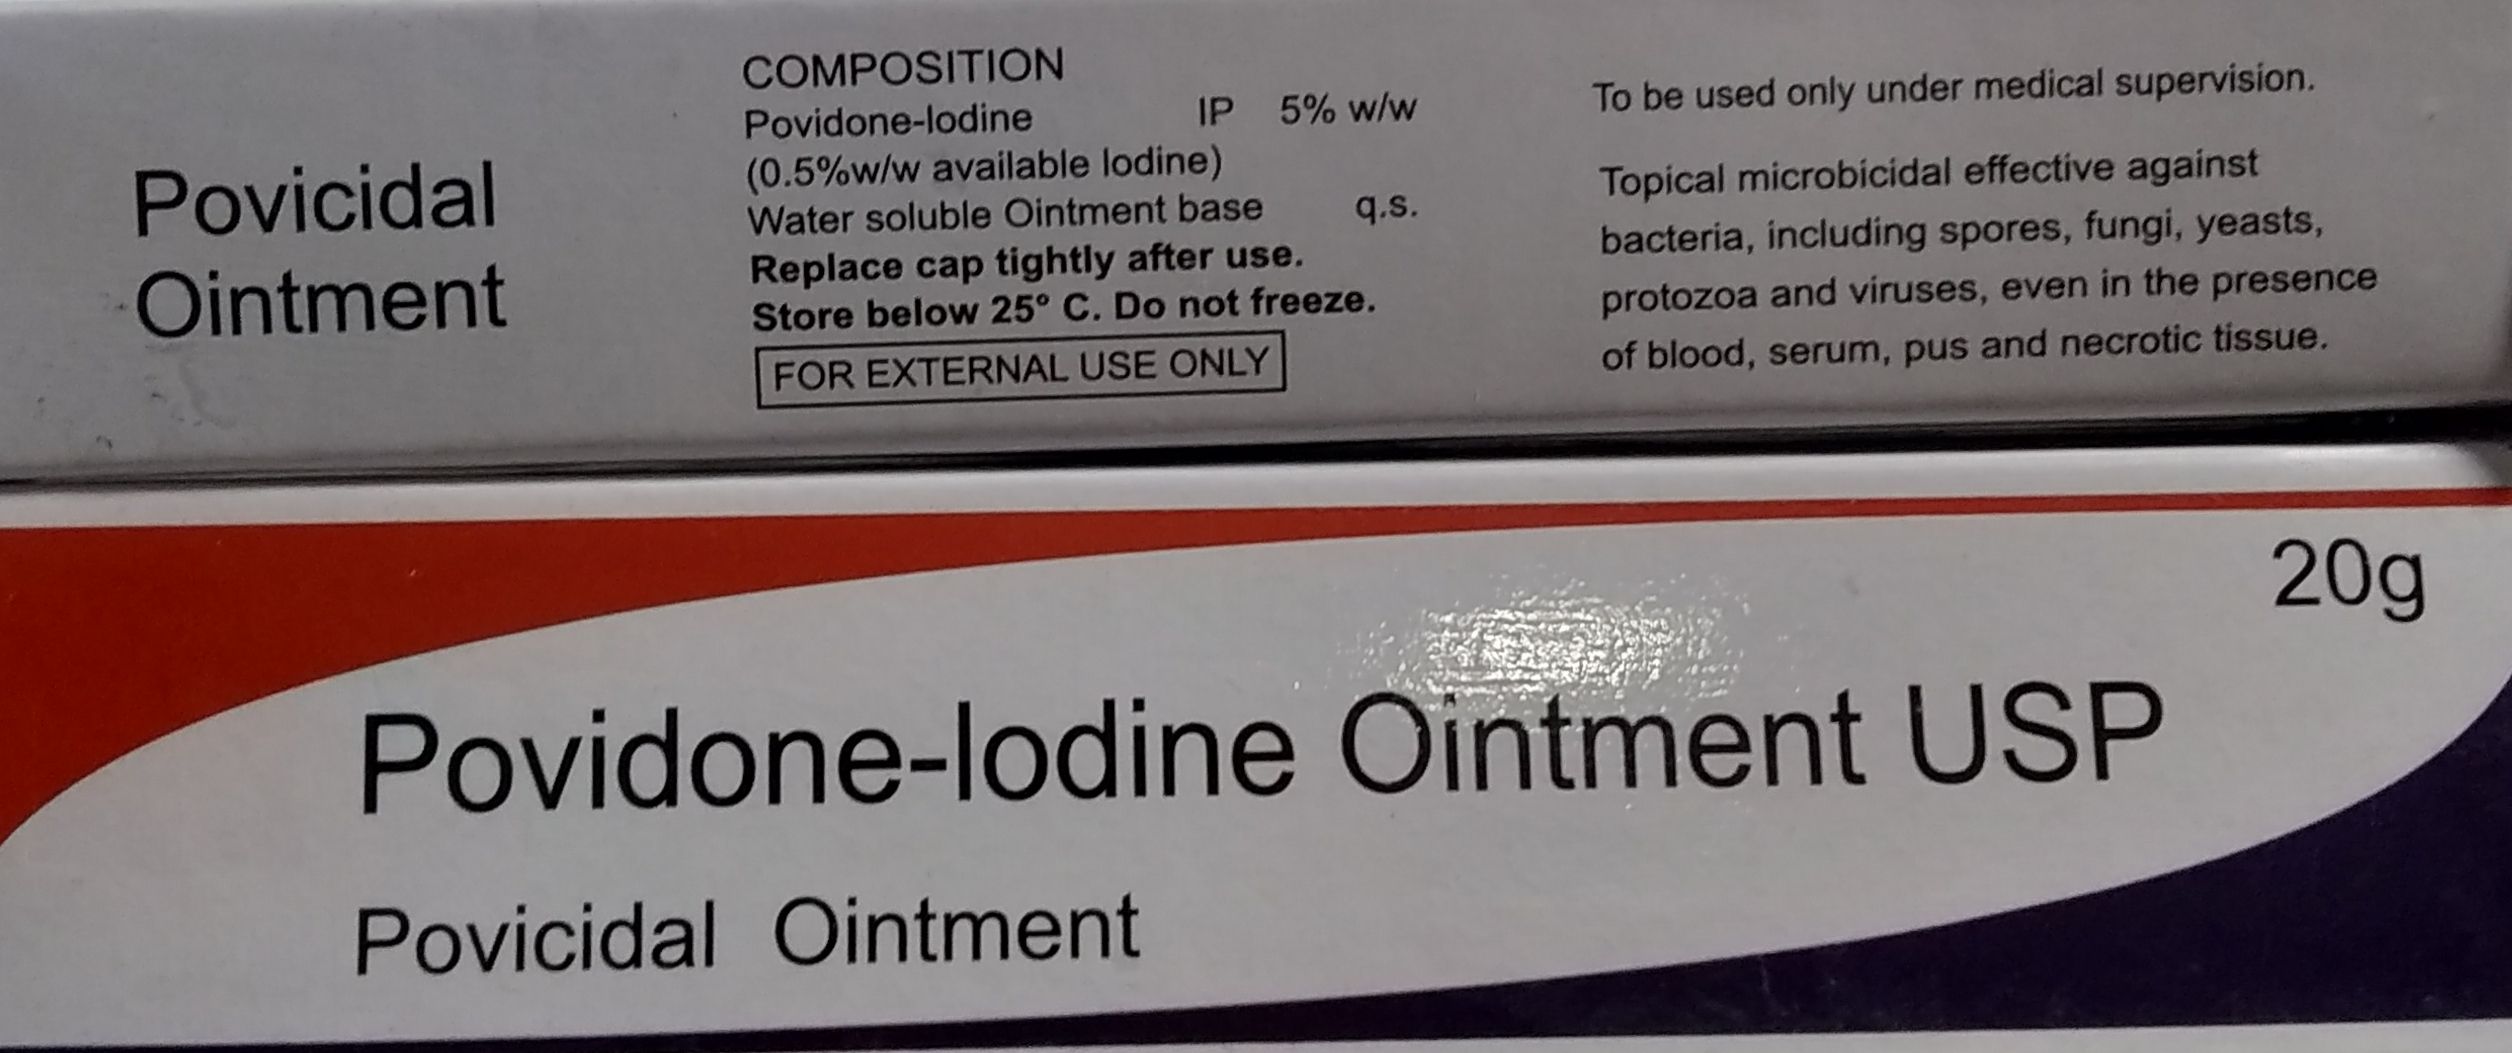 Povicidal
Ointment
COMPOSITION
Povidone-Iodine IP 5% w/w
(0.5%w/w available Iodine)
Water soluble Ointment base q.s.
Replace cap tightly after use.
Store below 25° C. Do not freeze.
FOR EXTERNAL USE ONLY
To be used only under medical supervision.
Topical microbicidal effective against
bacteria, including spores, fungi, yeasts,
protozoa and viruses, even in the presence
of blood, serum, pus and necrotic tissue.
20g
Povidone-Iodine Ointment USP
Povicidal Ointment